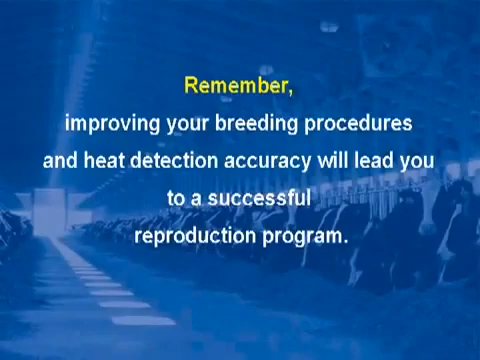 Remember,
improving your breeding procedures
and heat detection accuracy will lead you
to a successful
reproduction program.